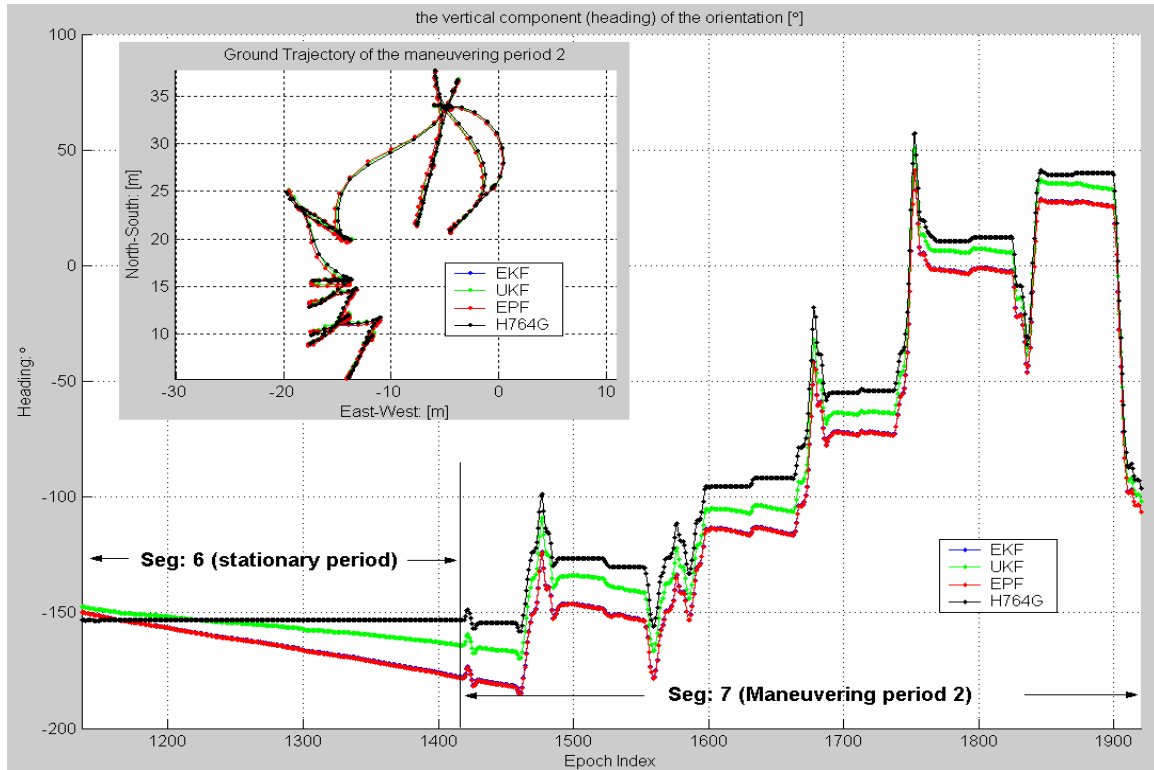 the vertical component (heading) of the orientation [°]
100
50
0
-50
-100
-150
-200
Heading: °
Ground Trajectory of the maneuvering period 2
35
30
25
20
15
10
North-South: [m]
-30
-20
-10
0
10
East-West: [m]
EKF
UKF
EPF
H764G
Seg: 6 (stationary period)
EKF
UKF
EPF
H764G
Seg: 7 (Maneuvering period 2)
1200
1300
1400
1500
1600
1700
1800
1900
Epoch Index